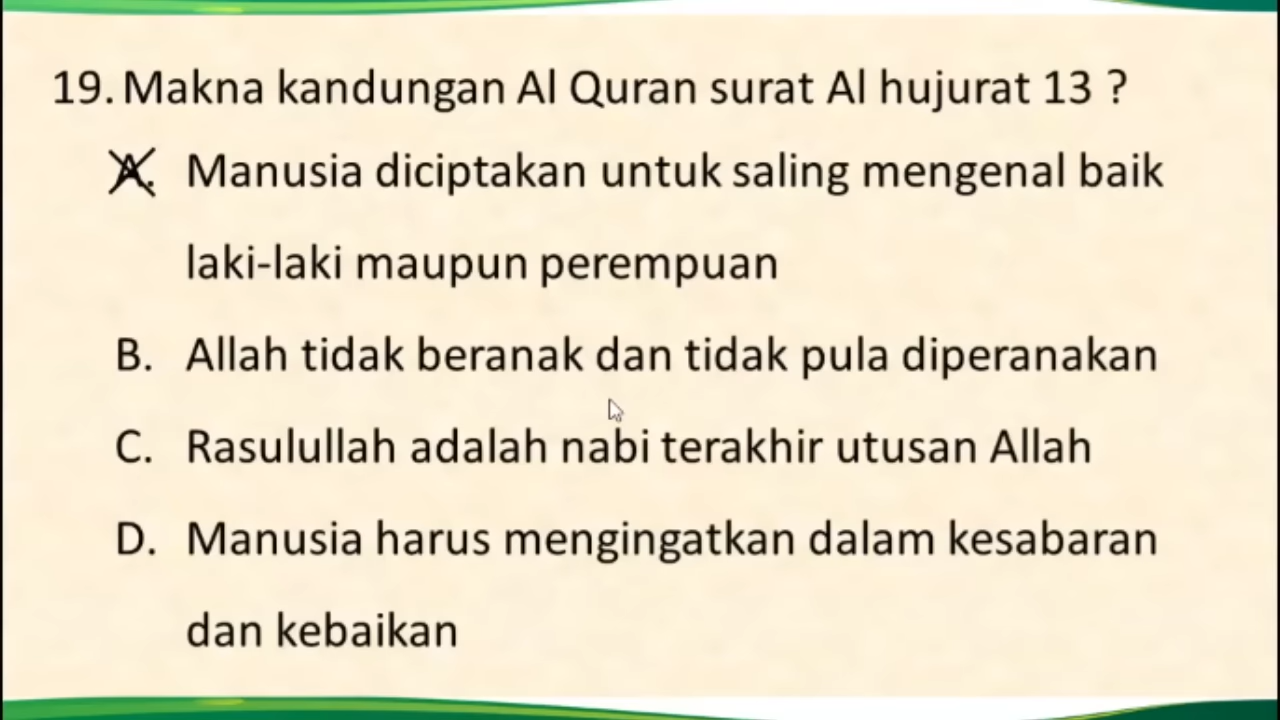 19. Makna kandungan Al Quran surat Al hujurat 13 ?
A. Manusia diciptakan untuk saling mengenal baik
laki-laki maupun perempuan
B. Allah tidak beranak dan tidak pula diperanakan
C. Rasulullah adalah nabi terakhir utusan Allah
D. Manusia harus mengingatkan dalam kesabaran
dan kebaikan